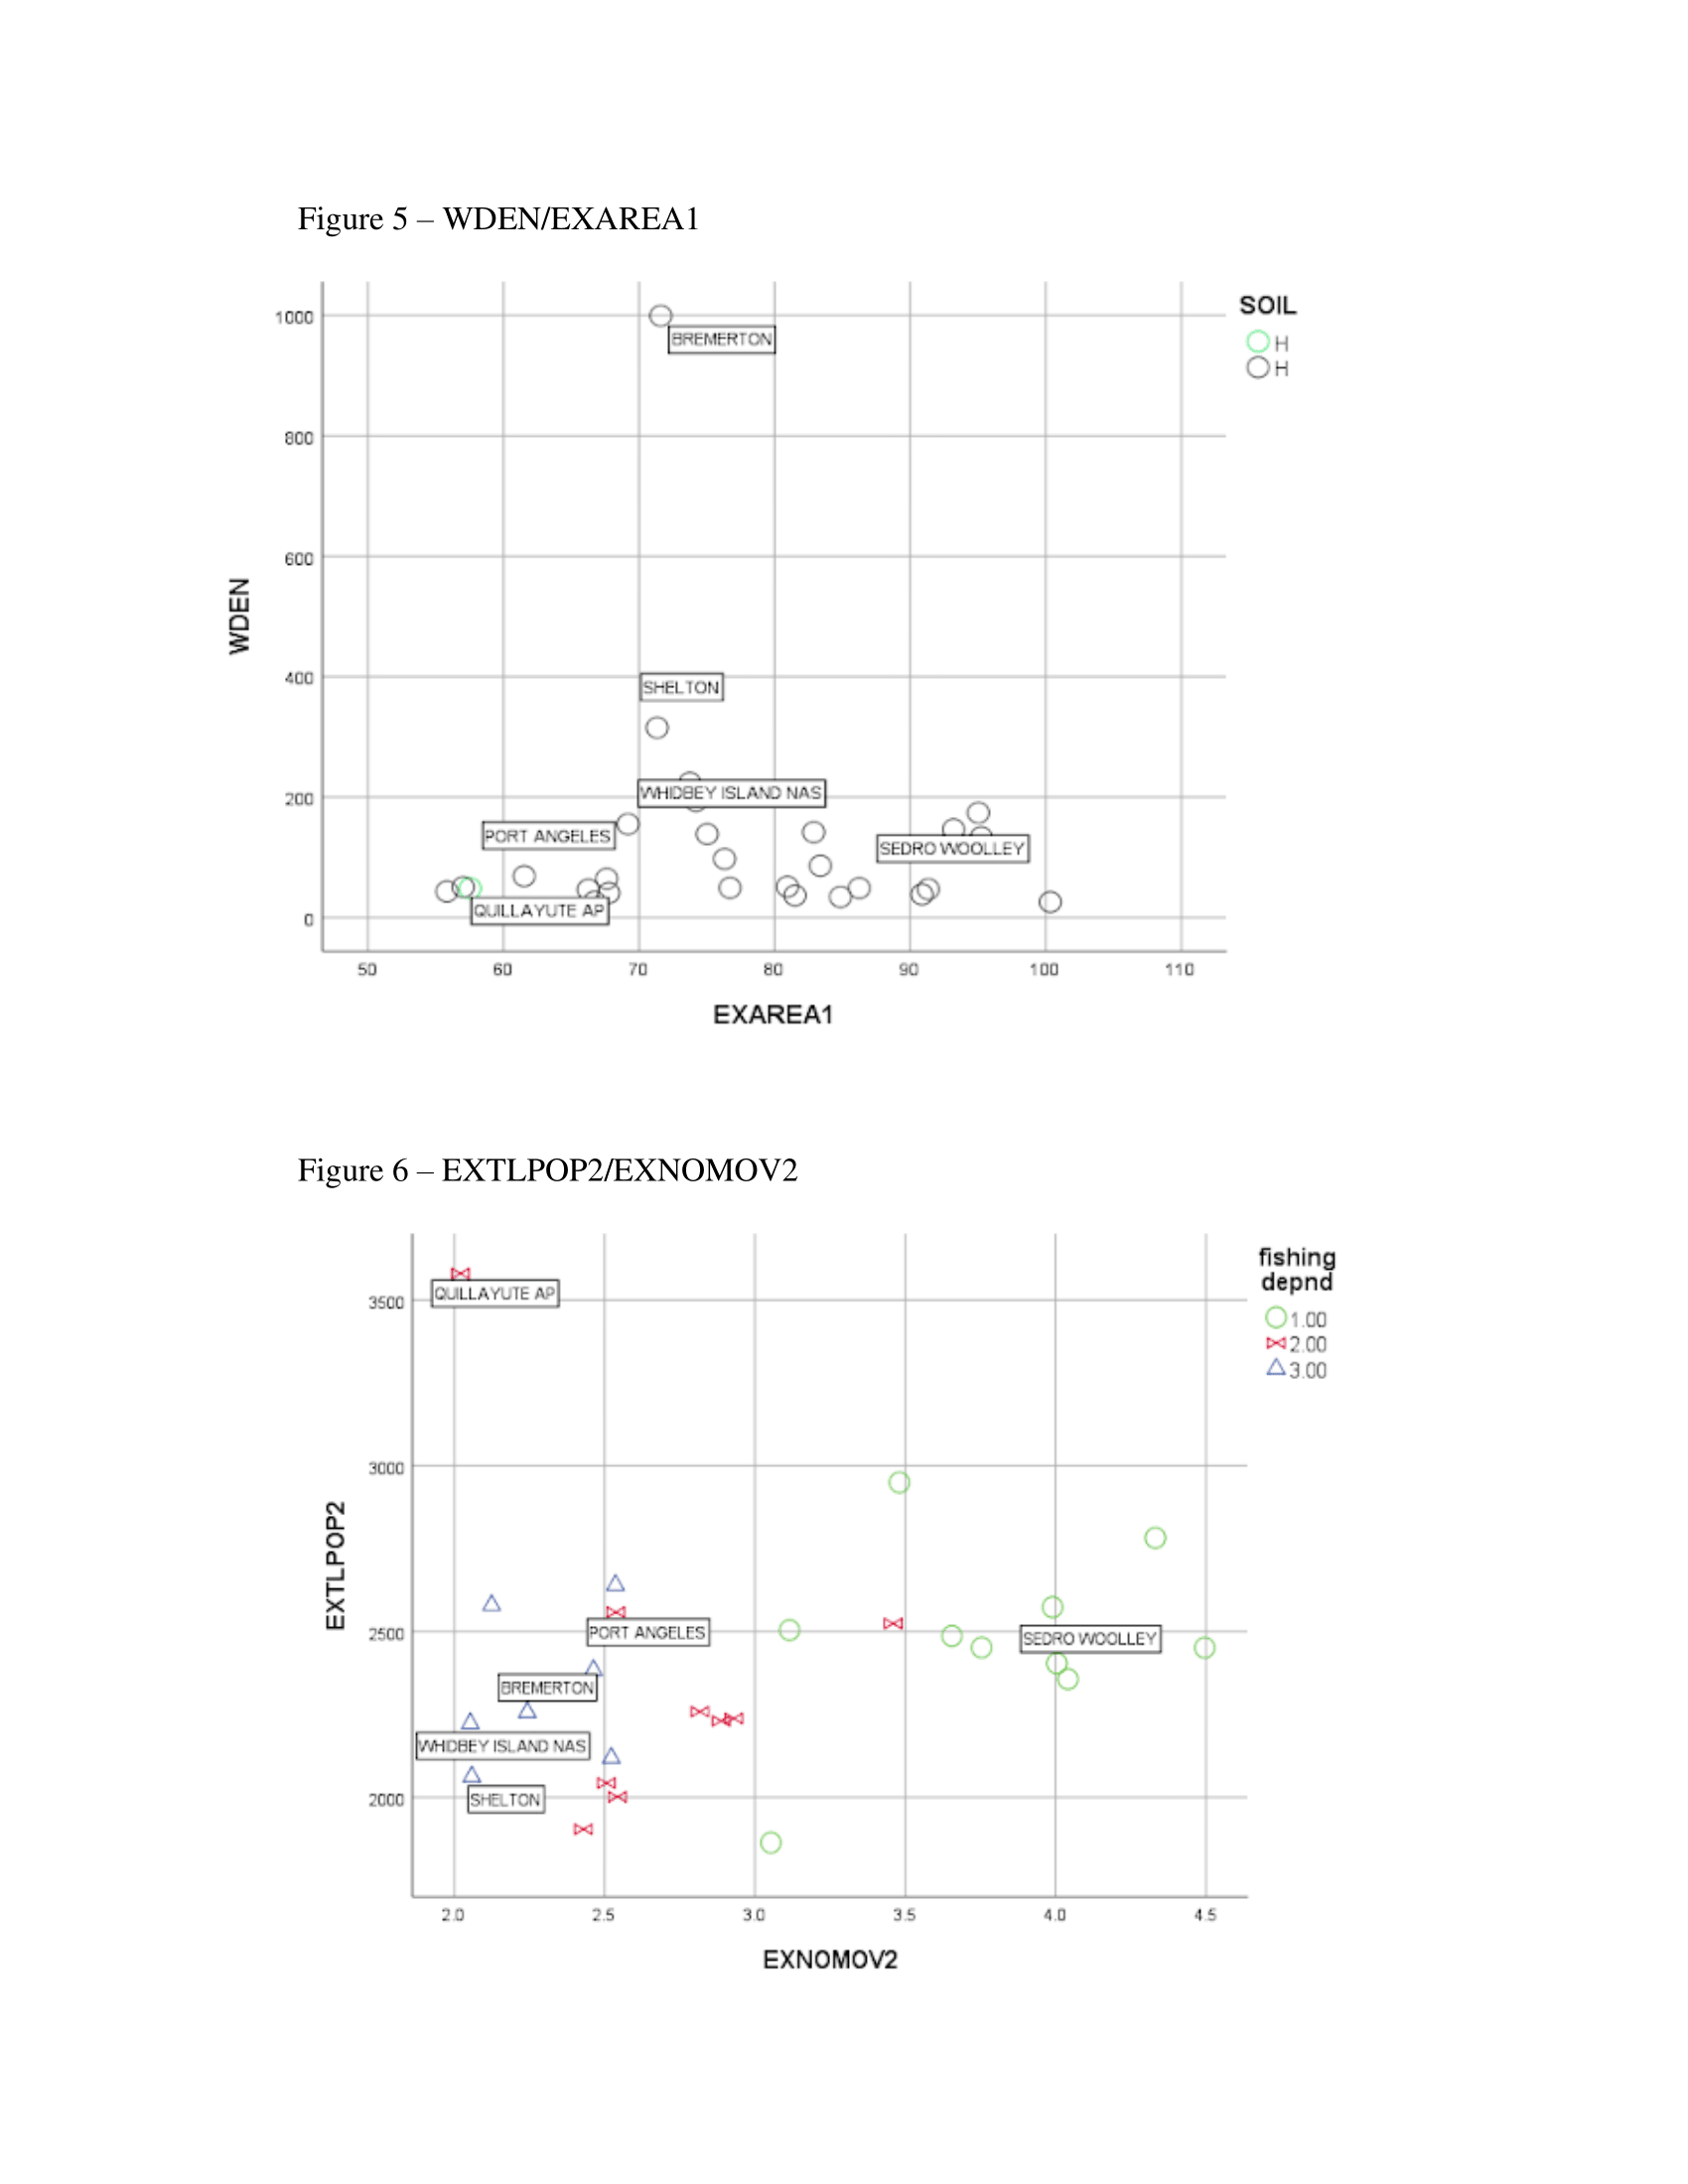 Figure 5 – WDEN/EXAREA1
SOIL
H
H
1000
800
600
400
200
0
WDEN
BREMERTON
SHELTON
WHIDBEY ISLAND NAS
PORT ANGELES
SEDRO WOOLLEY
QUILLAYUTE AP
50 60 70 80 90 100 110
EXAREA1
Figure 6 – EXTLPOP2/EXNOMOV2
fishing
depnd
1.00
2.00
3.00
3500
3000
2500
2000
EXTLPOP2
QUILLAYUTE AP
PORT ANGELES
SEDRO WOOLLEY
BREMERTON
WHIDBEY ISLAND NAS
SHELTON
2.0 2.5 3.0 3.5 4.0 4.5
EXNOMOV2